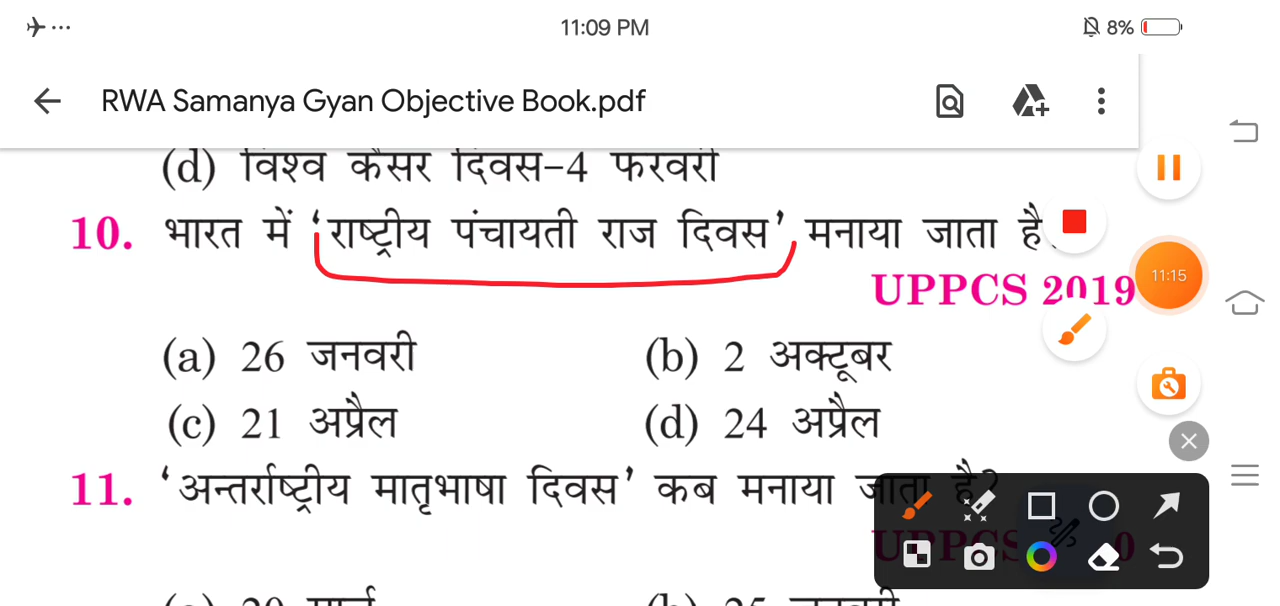 11:09 PM
8%
RWA Samanya Gyan Objective Book.pdf
(d) विश्व कैंसर दिवस-4 फरवरी
10. भारत में ‘राष्ट्रीय पंचायती राज दिवस’ मनाया जाता है
UPPCS 2019
11:15
(a) 26 जनवरी (b) 2 अक्टूबर
(c) 21 अप्रैल (d) 24 अप्रैल
11. ‘अन्तर्राष्ट्रीय मातृभाषा दिवस’ कब मनाया जाता है?